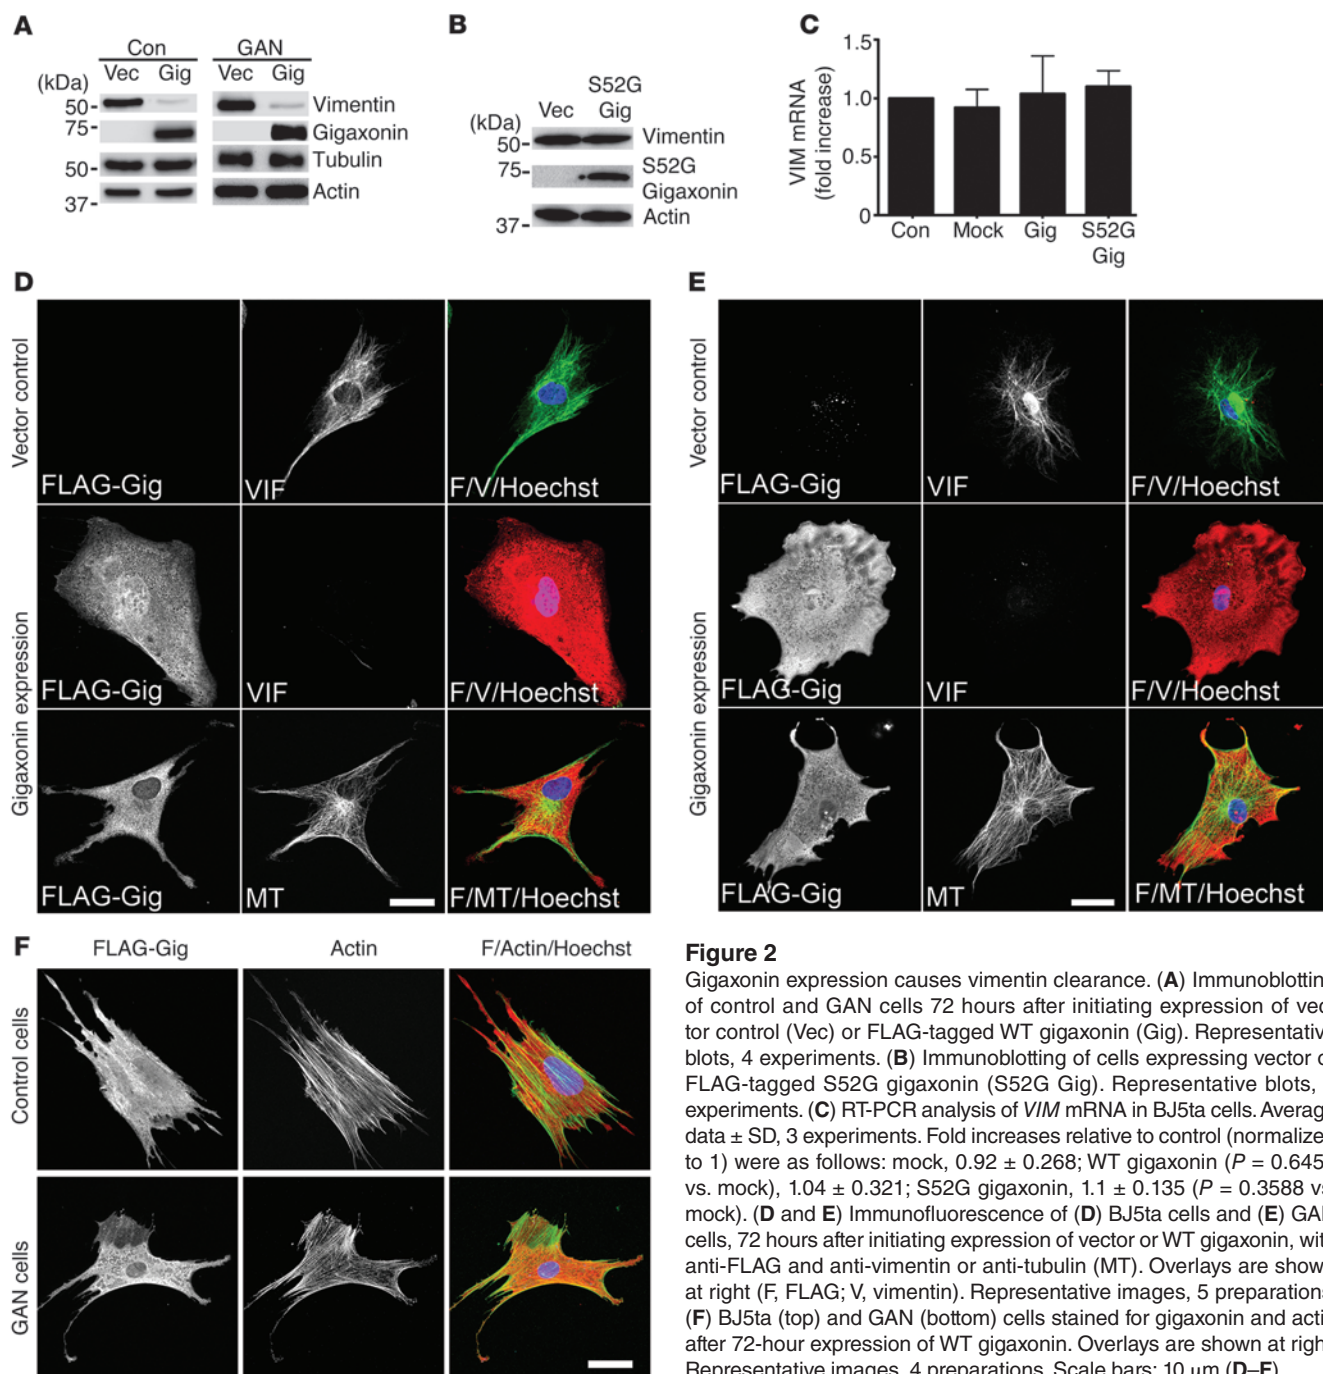 A
Con GAN
(kDa) Vec Gig Vec Gig
50 Vimentin
75 Gigaxonin
50 Tubulin
37 Actin
B
S52G
Vec Gig
(kDa)
50 Vimentin
75 S52G
Gigaxonin
37 Actin
C
VIM mRNA
(fold increase)
1.5
1.0
0.5
0
Con Mock Gig S52G
Gig
D
Vector control
FLAG-Gig VIF F/V/Hoechst
Gigaxonin expression
FLAG-Gig VIF F/V/Hoechst
FLAG-Gig MT F/MT/Hoechst
E
Vector control
FLAG-Gig VIF F/V/Hoechst
Gigaxonin expression
FLAG-Gig VIF F/V/Hoechst
FLAG-Gig MT F/MT/Hoechst
F
FLAG-Gig Actin F/Actin/Hoechst
Control cells
GAN cells
Figure 2
Gigaxonin expression causes vimentin clearance. (A) Immunoblottin
of control and GAN cells 72 hours after initiating expression of vec
tor control (Vec) or FLAG-tagged WT gigaxonin (Gig). Representativ
blots, 4 experiments. (B) Immunoblotting of cells expressing vector o
FLAG-tagged S52G gigaxonin (S52G Gig). Representative blots,
experiments. (C) RT-PCR analysis of VIM mRNA in BJ5ta cells. Averag
data ± SD, 3 experiments. Fold increases relative to control (normalize
to 1) were as follows: mock, 0.92 ± 0.268; WT gigaxonin (P = 0.645
vs. mock), 1.04 ± 0.321; S52G gigaxonin, 1.1 ± 0.135 (P = 0.3588 vs
mock). (D and E) Immunofluorescence of (D) BJ5ta cells and (E) GA
cells, 72 hours after initiating expression of vector or WT gigaxonin, wit
anti-FLAG and anti-vimentin or anti-tubulin (MT). Overlays are show
at right (F, FLAG; V, vimentin). Representative images, 5 preparation
(F) BJ5ta (top) and GAN (bottom) cells stained for gigaxonin and acti
after 72-hour expression of WT gigaxonin. Overlays are shown at righ
Representative images, 4 preparations. Scale bars: 10 μm (D–F)